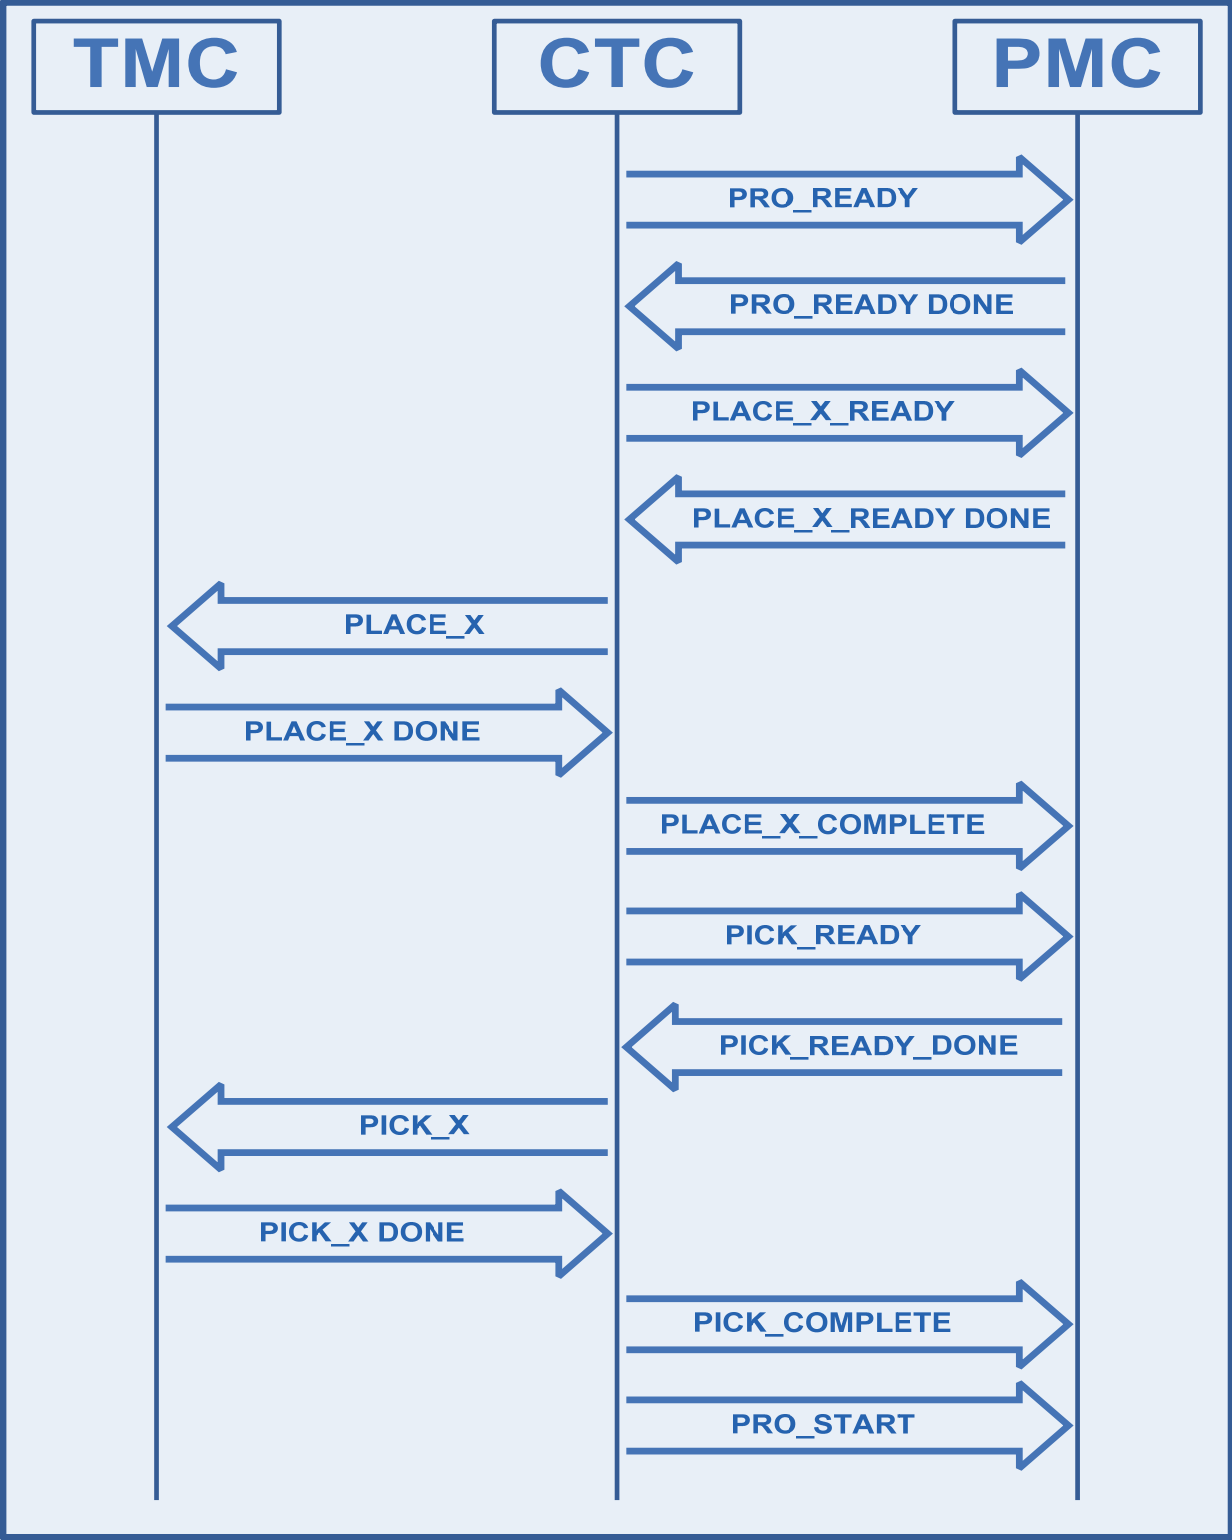 TMC CTC PMC
PRO_READY
PRO_READY DONE
PLACE_X_READY
PLACE_X_READY DONE
PLACE_X
PLACE_X DONE
PLACE_X_COMPLETE
PICK_READY
PICK_READY_DONE
PICK_X
PICK_X DONE
PICK_COMPLETE
PRO_START